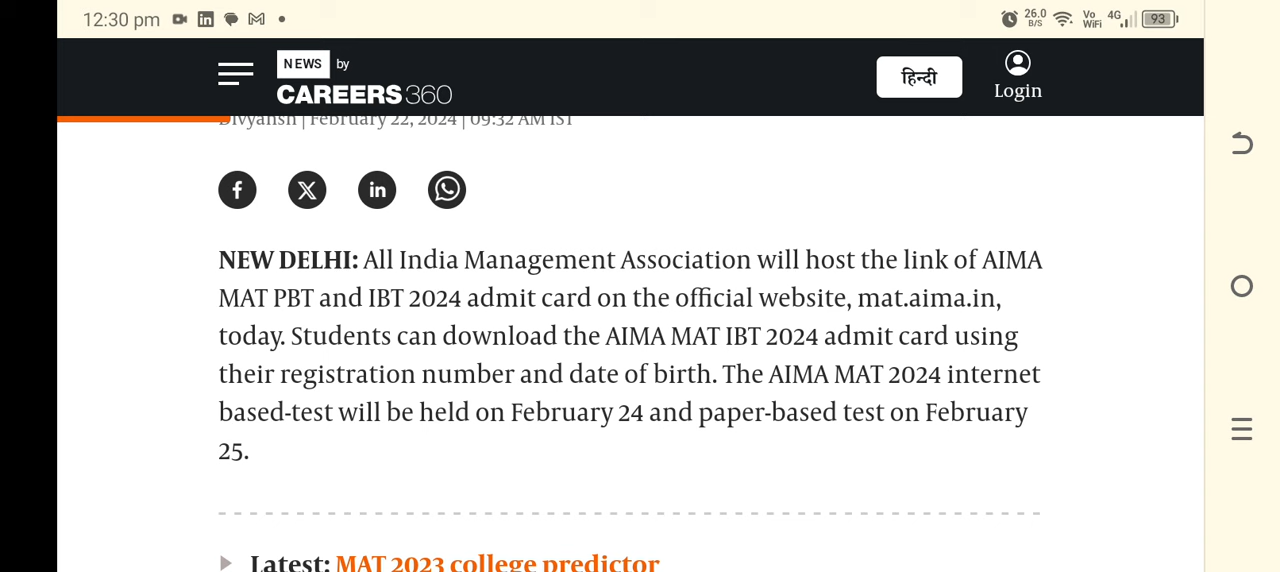 12:30 pm
26.0 B/S
Vo WiFi
4G
93
NEWS by
CAREERS360
हिन्दी
Login
Divyansh | February 22, 2024 | 09:32 AM IST
NEW DELHI: All India Management Association will host the link of AIMA
MAT PBT and IBT 2024 admit card on the official website, mat.aima.in,
today. Students can download the AIMA MAT IBT 2024 admit card using
their registration number and date of birth. The AIMA MAT 2024 internet
based-test will be held on February 24 and paper-based test on February
25.
Latest: MAT 2023 college predictor